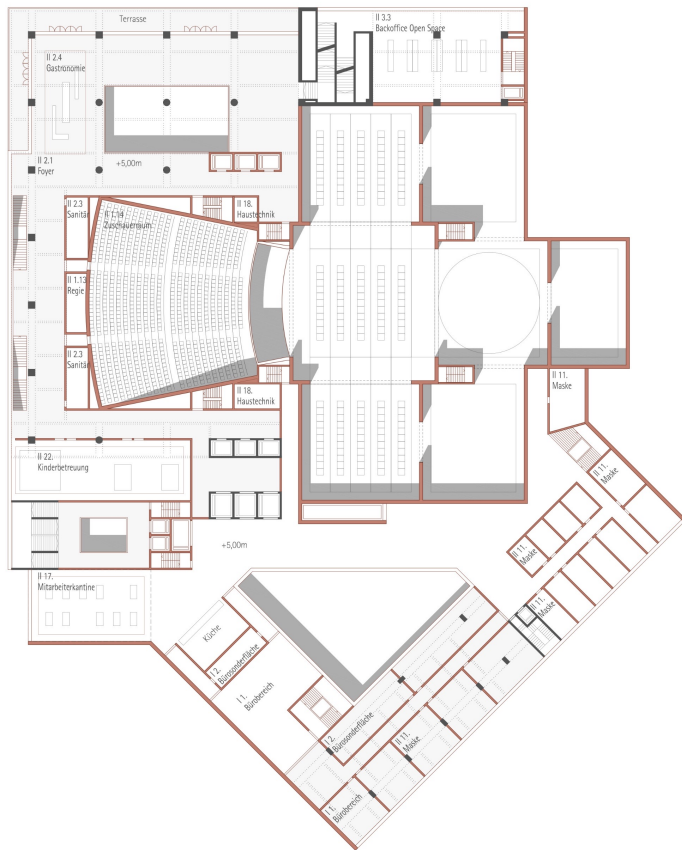 Terrasse
II 3.3
Backoffice Open Space
II 2.4
Gastronomie
+5,00m
II 2.1
Foyer
II 2.3
Sanitär
II 1.14
Zuschauerraum
II 18.
Haustechnik
II 1.13
Regie
II 2.3
Sanitär
II 18.
Haustechnik
II 11.
Maske
II 22.
Kinderbetreuung
II 11.
Maske
+5,00m
II 11.
Maske
II 17.
Mitarbeiterkantine
II 11.
Maske
Küche
I 2.
Bürosonderfläche
I 1.
Bürobereich
I 2.
Bürosonderfläche
II 11.
Maske
I 1.
Bürobereich